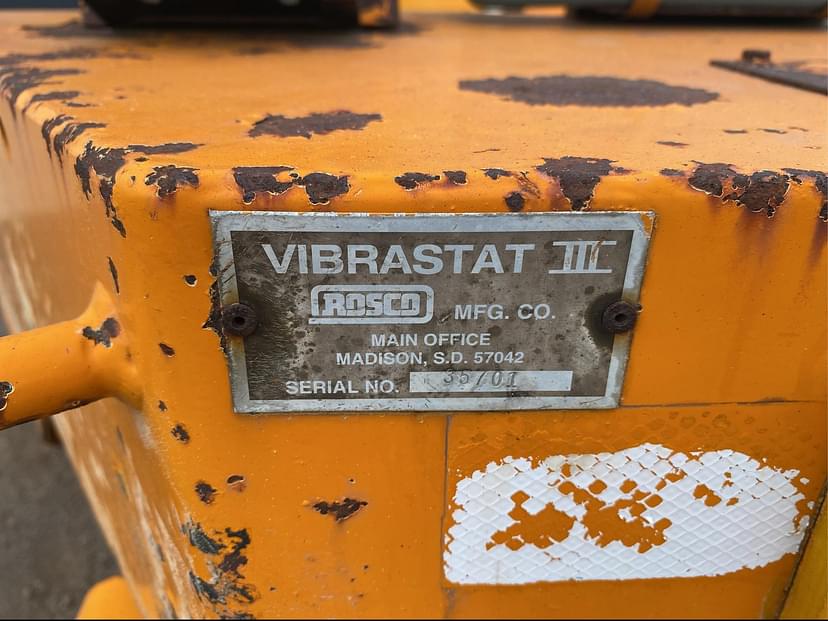 VIBRASTAT III
ROSCO MFG. CO.
MAIN OFFICE
MADISON, S.D. 57042
SERIAL NO.